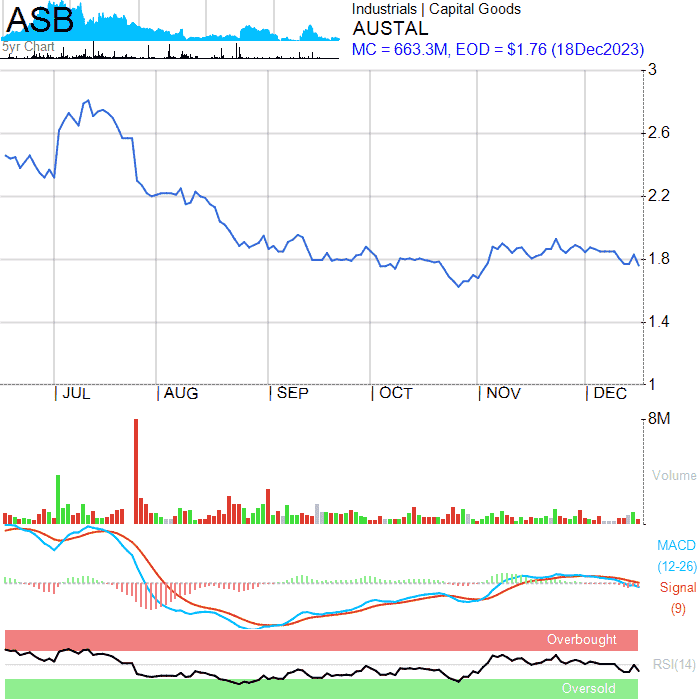 ASB
5yr Chart
Industrials | Capital Goods
AUSTAL
MC = 663.3M, EOD = $1.76 (18Dec2023)
3
2.6
2.2
1.8
1.4
1
| JUL | AUG | SEP | OCT | NOV | DEC
8M
Volume
MACD
(12-26)
Signal
(9)
Overbought
RSI(14)
Oversold